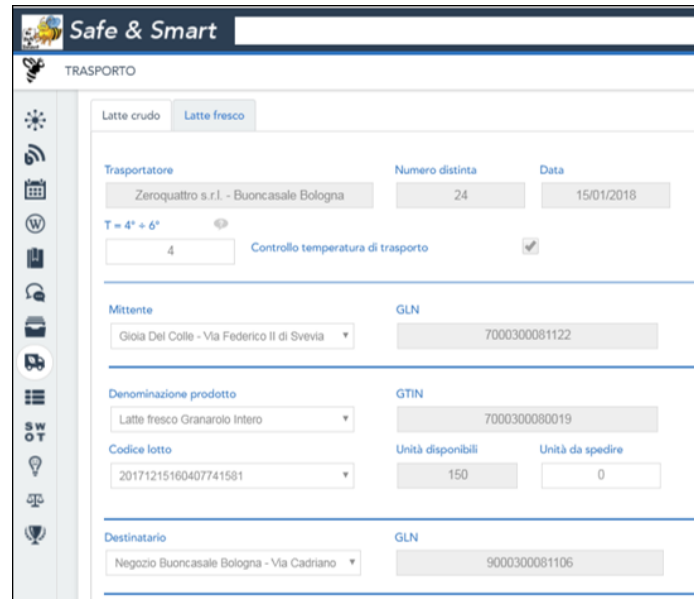 Safe & Smart
TRASPORTO
Latte crudo Latte fresco
Trasportatore Numero distinta Data
Zeroquattro s.r.l. - Buoncasale Bologna 24 15/01/2018
T = 4° ÷ 6°
4 Controllo temperatura di trasporto
Mittente GLN
Gioia Del Colle - Via Federico II di Svevia 7000300081122
Denominazione prodotto GTIN
Latte fresco Granarolo Intero 7000300080019
Codice lotto Unità disponibili Unità da spedire
20171215160407741581 150 0
S W
O T
Destinatario GLN
Negozio Buoncasale Bologna - Via Cadriano 9000300081106